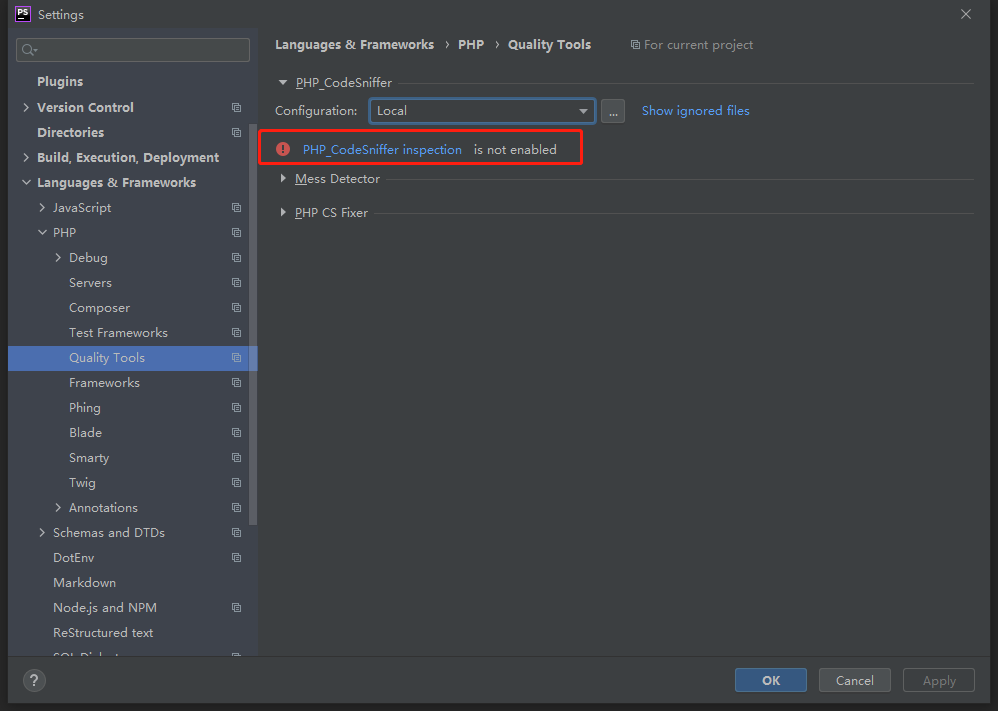 PS Settings
Languages & Frameworks › PHP › Quality Tools For current project
Plugins
Version Control
Directories
Build, Execution, Deployment
Languages & Frameworks
JavaScript
PHP
Debug
Servers
Composer
Test Frameworks
Quality Tools
Frameworks
Phing
Blade
Smarty
Twig
Annotations
Schemas and DTDs
DotEnv
Markdown
Node.js and NPM
ReStructured text
PHP_CodeSniffer
Configuration: Local ... Show ignored files
PHP_CodeSniffer inspection is not enabled
Mess Detector
PHP CS Fixer
? OK Cancel Apply